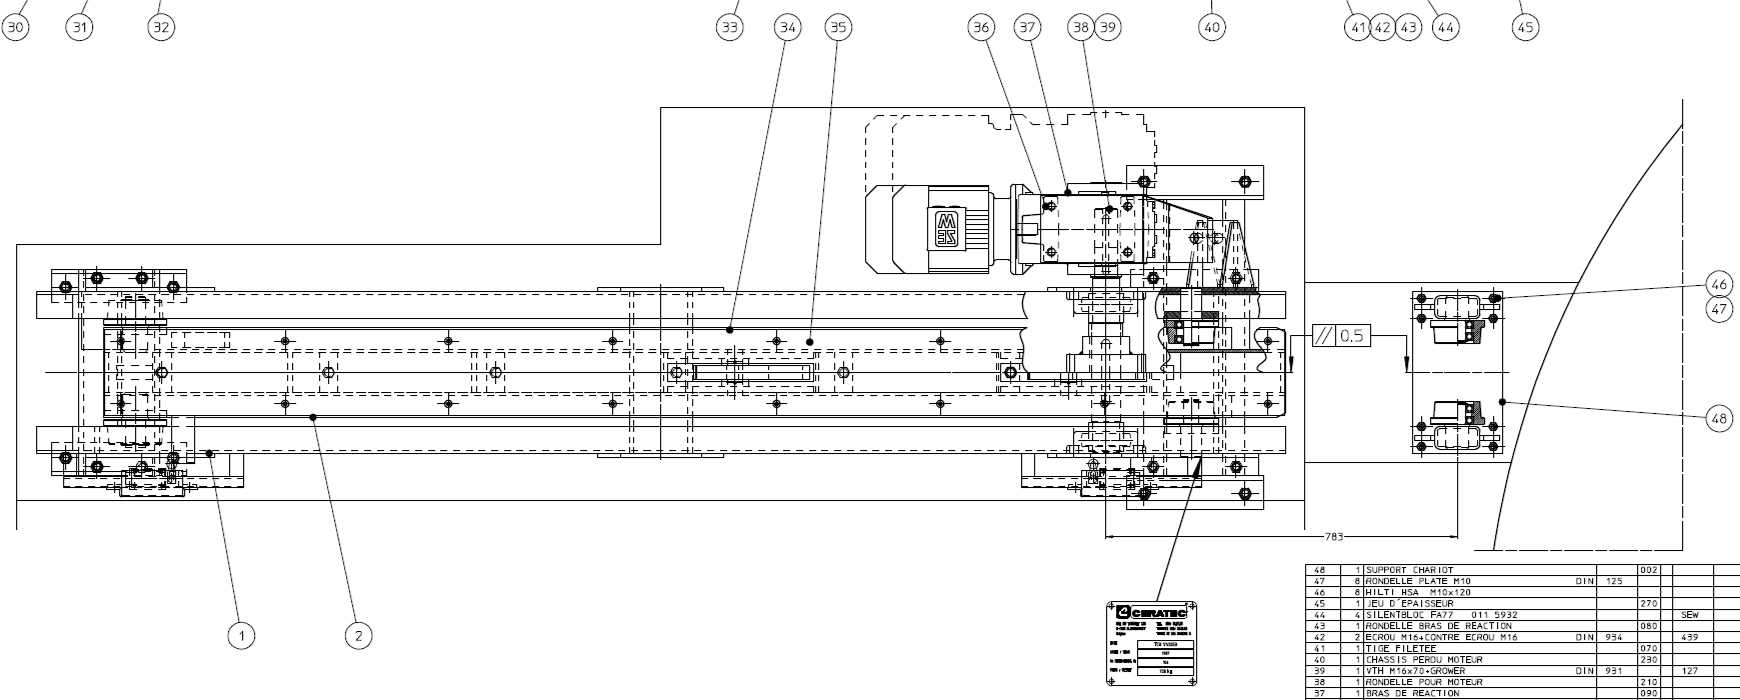 30 31 32 33 34 35 36 37 38 39 40 41 42 43 44 45
SEW
46
47
// 0.5
48
783
1 2
CERATEC
48 1 SUPPORT CHARIOT 002
47 8 RONDELLE PLATE M10 DIN 125
46 8 HILTI HSA M10x120
45 1 JEU D'EPAISSEUR 270
44 4 SILENTBLOC FA77 011 5932 SEW
43 1 RONDELLE BRAS DE REACTION 080
42 2 ECROU M16+CONTRE ECROU M16 DIN 934 439
41 1 TIGE FILETEE 070
40 1 CHASSIS PERDU MOTEUR 230
39 1 VTH M16x70+GROWER DIN 931 127
38 1 RONDELLE POUR MOTEUR 210
37 1 BRAS DE REACTION 090